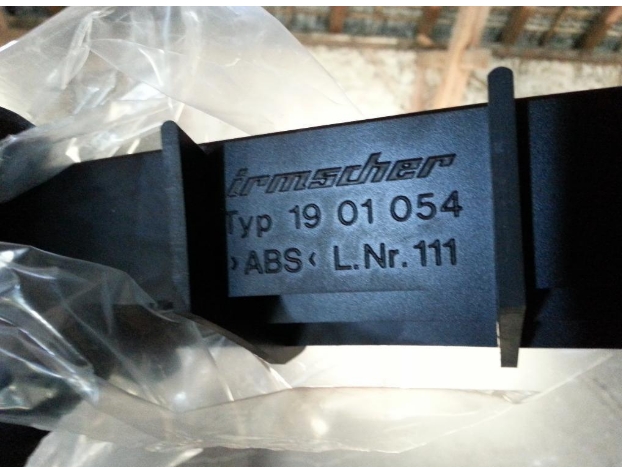 irmscher
Typ 19 01 054
›ABS‹ L.Nr. 111